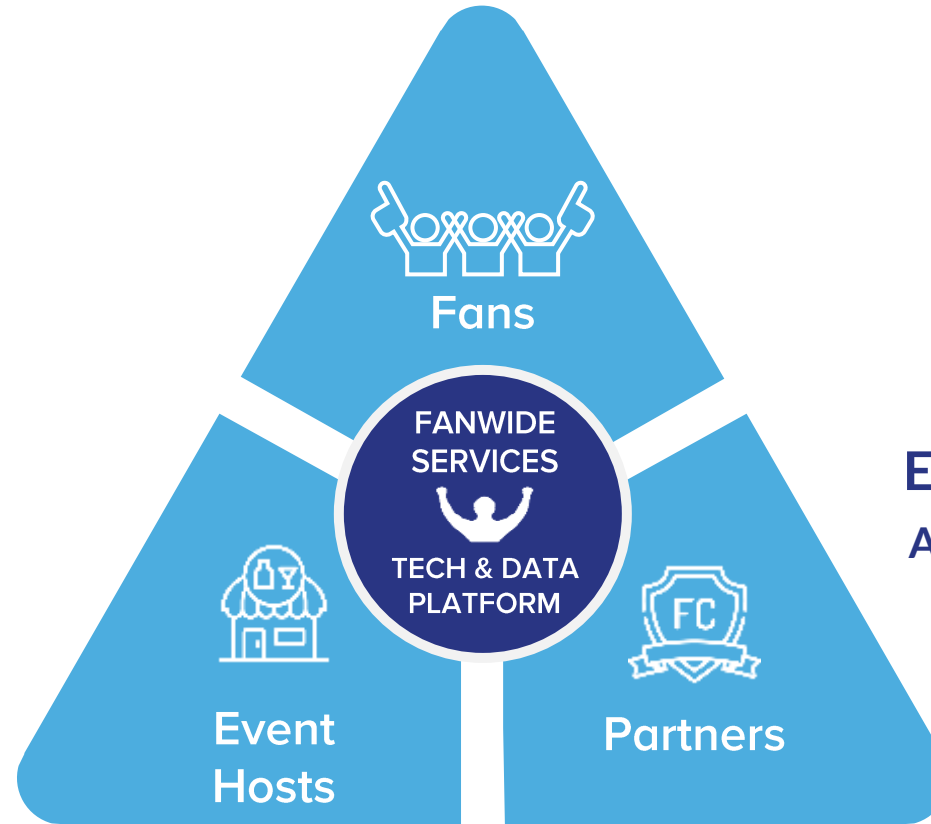 Fans
FANWIDE
SERVICES
TECH & DATA
PLATFORM
FC
Event
Hosts
Partners